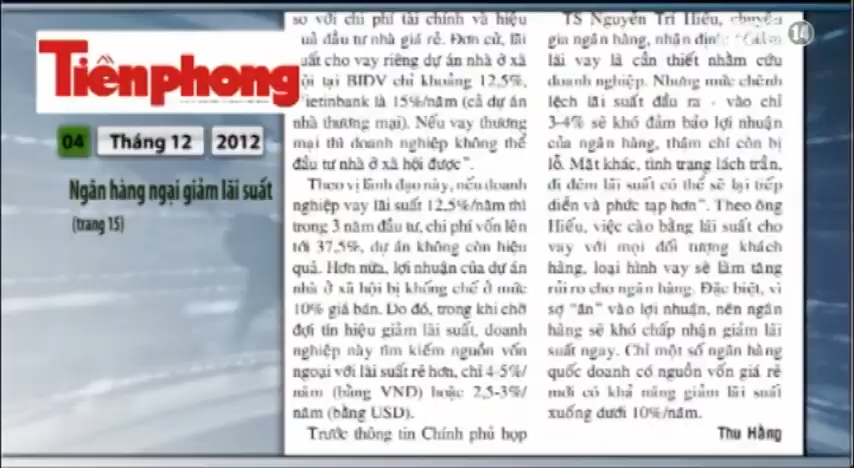 Tiềnphong
04 Tháng 12 2012
Ngân hàng ngại giảm lãi suất
(trang 15)
so với chi phí tài chính và hiệu
quả đầu tư nhà giá rẻ. Đơn cử, lãi
suất cho vay riêng dự án nhà ở xã
hội tại BIDV chỉ khoảng 12,5%,
Vietinbank là 15%/năm (cả dự án
nhà thương mại). Nếu vay thương
mại thì doanh nghiệp không thể
đầu tư nhà ở xã hội được".
Theo vị lãnh đạo này, nếu doanh
nghiệp vay lãi suất 12,5%/năm thì
trong 3 năm đầu tư, chi phí vốn lên
tới 37,5%, dự án không còn hiệu
quả. Hơn nữa, lợi nhuận của dự án
nhà ở xã hội bị khống chế ở mức
10% giá bán. Do đó, trong khi chờ
đợi tín hiệu giảm lãi suất, doanh
nghiệp này tìm kiếm nguồn vốn
ngoại với lãi suất rẻ hơn, chỉ 4-5%/
năm (bằng VND) hoặc 2,5-3%/
năm (bằng USD).
Trước thông tin Chính phủ họp
TS Nguyễn Trí Hiếu, chuyên
gia ngân hàng, nhận định "Giảm
lãi vay là cần thiết nhằm cứu
doanh nghiệp. Nhưng mức chênh
lệch lãi suất đầu ra - vào chỉ
3-4% sẽ khó đảm bảo lợi nhuận
của ngân hàng, thậm chí còn bị
lỗ. Mặt khác, tình trạng lách trần,
đi đêm lãi suất có thể sẽ lại tiếp
diễn và phức tạp hơn". Theo ông
Hiếu, việc cào bằng lãi suất cho
vay với mọi đối tượng khách
hàng, loại hình vay sẽ làm tăng
rủi ro cho ngân hàng. Đặc biệt, vì
sợ "ăn" vào lợi nhuận, nên ngân
hàng sẽ khó chấp nhận giảm lãi
suất ngay. Chỉ một số ngân hàng
quốc doanh có nguồn vốn giá rẻ
mới có khả năng giảm lãi suất
xuống dưới 10%/năm.
Thu Hằng
14